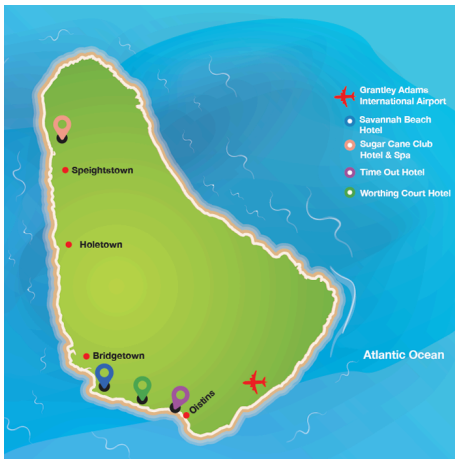 Grantley Adams
International Airport
Savannah Beach
Hotel
Sugar Cane Club
Hotel & Spa
Time Out Hotel
Worthing Court Hotel
Speightstown
Holetown
Bridgetown
Oistins
Atlantic Ocean